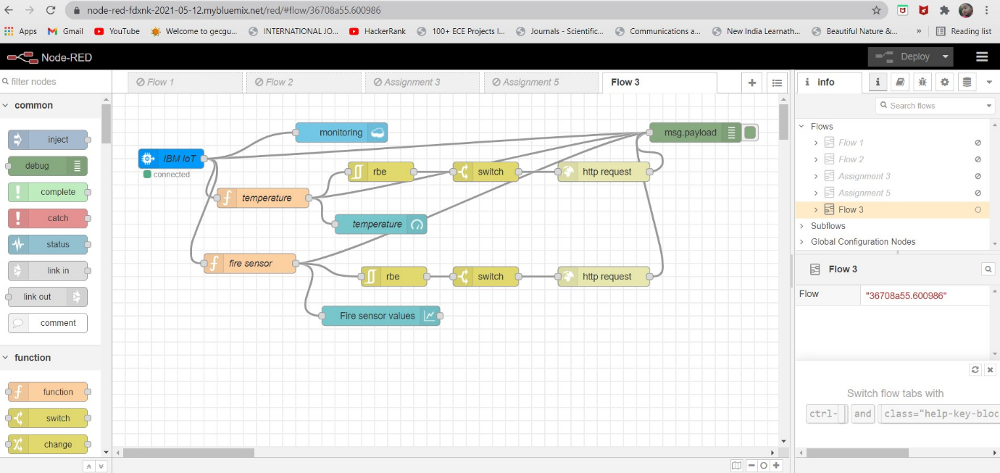 node-red-fdxnk-2021-05-12.mybluemix.net/red/#flow/36708a55.600986
Apps Gmail YouTube Welcome to gecgu... INTERNATIONAL JO... HackerRank 100+ ECE Projects I... Journals - Scientific... Communications a... New India Learnath... Beautiful Nature &... » Reading list
Node-RED Deploy
filter nodes
Flow 1 Flow 2 Assignment 3 Assignment 5 Flow 3
i info
common
inject
debug
complete
catch
status
link in
link out
comment
function
function
switch
change
monitoring
msg.payload
IBM IoT
connected
rbe switch http request
temperature
temperature
fire sensor
rbe switch http request
Fire sensor values
Search flows
Flows
Flow 1
Flow 2
Assignment 3
Assignment 5
Flow 3
Subflows
Global Configuration Nodes
Flow 3
Flow "36708a55.600986"
Switch flow tabs with
ctrl- and class="help-key-bloc